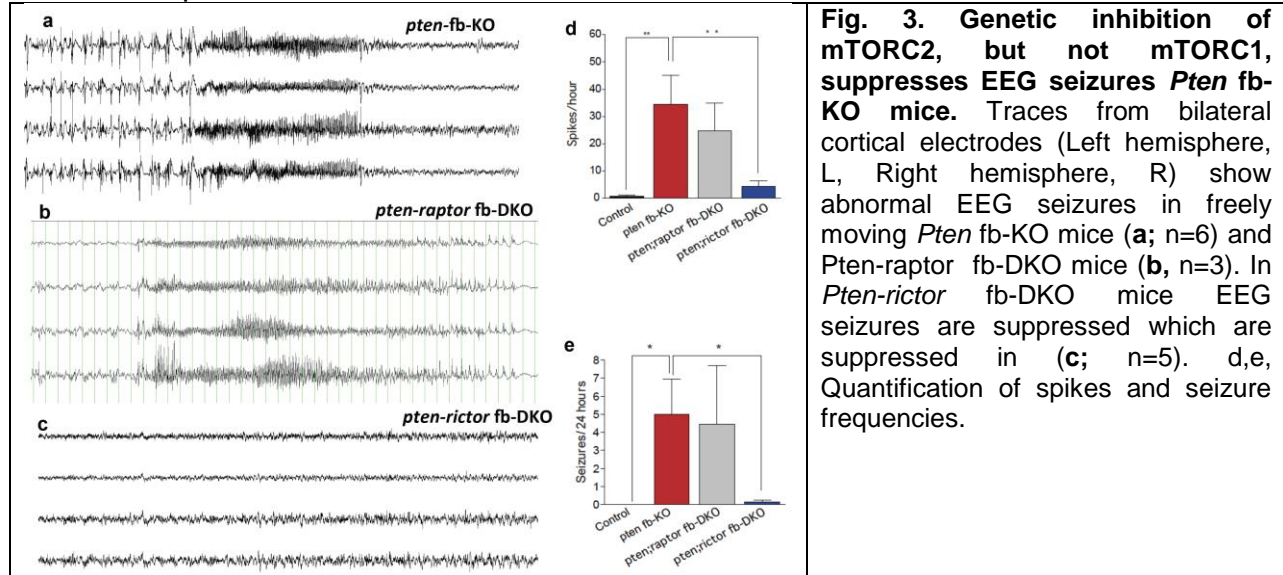 a
pten-fb-KO
b
pten-raptor fb-DKO
c
pten-rictor fb-DKO
d
60
50
40
30
20
10
0
Spikes/hour
**
* *
Control
pten fb-KO
pten;raptor fb-DKO
pten;rictor fb-DKO
e
8
7
6
5
4
3
2
1
0
Seizures/ 24 hours
*
*
Control
pten fb-KO
pten;raptor fb-DKO
pten;rictor fb-DKO
Fig. 3. Genetic inhibition of
mTORC2, but not mTORC1,
suppresses EEG seizures Pten fb-
KO mice. Traces from bilateral
cortical electrodes (Left hemisphere,
L, Right hemisphere, R) show
abnormal EEG seizures in freely
moving Pten fb-KO mice (a; n=6) and
Pten-raptor fb-DKO mice (b, n=3). In
Pten-rictor fb-DKO mice EEG
seizures are suppressed which are
suppressed in (c; n=5). d,e,
Quantification of spikes and seizure
frequencies.